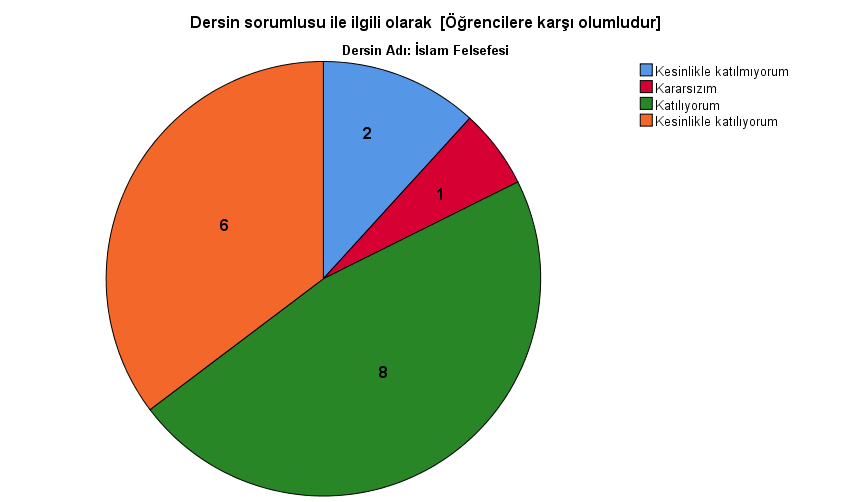 Dersin sorumlusu ile ilgili olarak  [Öğrencilere karşı olumludur]
Dersin Adı: İslam Felsefesi
Kesinlikle katılmıyorum
Kararsızım
Katılıyorum
Kesinlikle katılıyorum
2
1
6
8